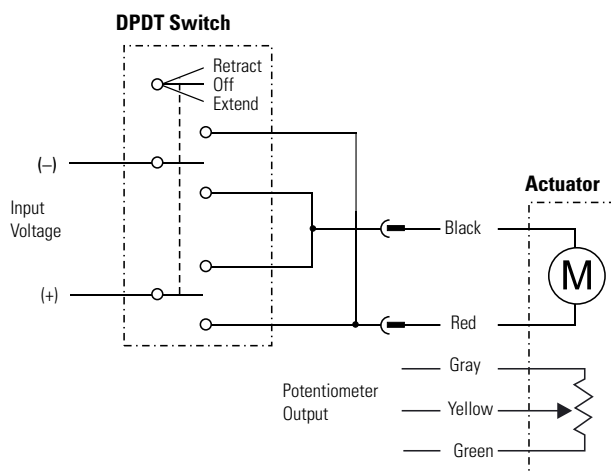 DPDT Switch
Retract
Off
Extend
(–)
Input
Voltage
(+)
Actuator
Black
M
Red
Gray
Potentiometer
Output
Yellow
Green